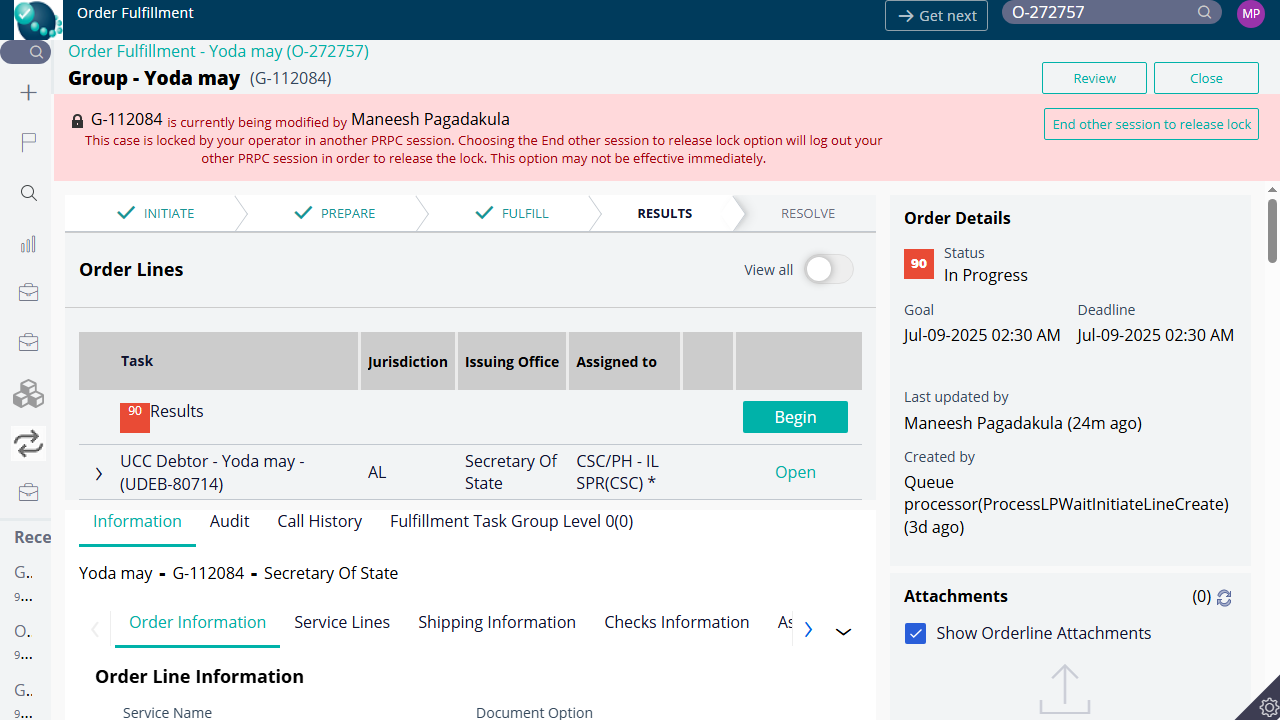 Order Fulfillment
Get next
O-272757
MP
Order Fulfillment - Yoda may (O-272757)
Group - Yoda may (G-112084)
Review
Close
G-112084 is currently being modified by Maneesh Pagadakula
This case is locked by your operator in another PRPC session. Choosing the End other session to release lock option will log out your
other PRPC session in order to release the lock. This option may not be effective immediately.
End other session to release lock
INITIATE
PREPARE
FULFILL
RESULTS
RESOLVE
Order Lines
View all
Task
Jurisdiction
Issuing Office
Assigned to
90 Results
Begin
UCC Debtor - Yoda may -
(UDEB-80714)
AL
Secretary Of
State
CSC/PH - IL
SPR(CSC) *
Open
Information
Audit
Call History
Fulfillment Task Group Level 0(0)
Yoda may - G-112084 - Secretary Of State
Order Information
Service Lines
Shipping Information
Checks Information
As
Order Line Information
Service Name
Document Option
Order Details
90
Status
In Progress
Goal
Jul-09-2025 02:30 AM
Deadline
Jul-09-2025 02:30 AM
Last updated by
Maneesh Pagadakula (24m ago)
Created by
Queue
processor(ProcessLPWaitInitiateLineCreate)
(3d ago)
Attachments
(0)
Show Orderline Attachments
Rece
G..
9...
O.
9...
G..
9...